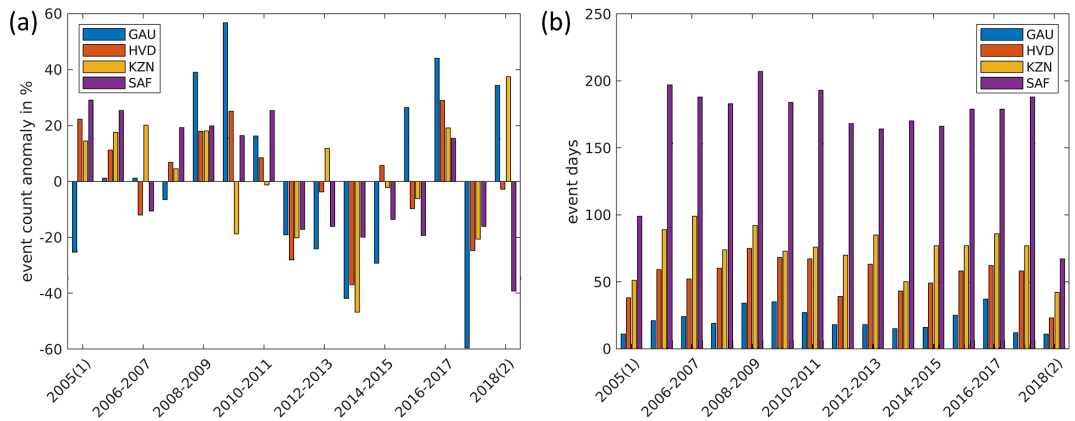 (a)
event count anomaly in %
60
40
20
0
-20
-40
-60
GAU
HVD
KZN
SAF
2005(1)
2006-2007
2008-2009
2010-2011
2012-2013
2014-2015
2016-2017
2018(2)
(b)
event days
250
200
150
100
50
0
GAU
HVD
KZN
SAF
2005(1)
2006-2007
2008-2009
2010-2011
2012-2013
2014-2015
2016-2017
2018(2)